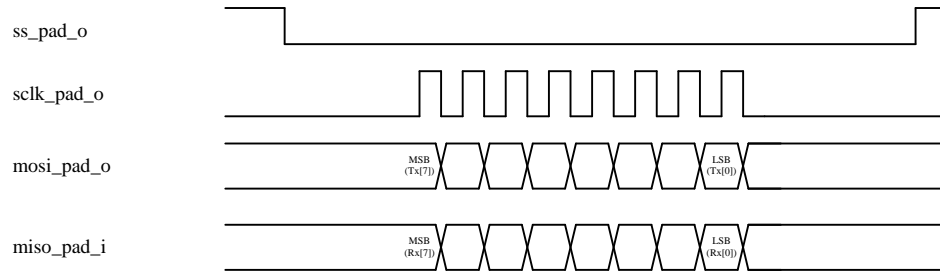 ss_pad_o
sclk_pad_o
mosi_pad_o
MSB
(Tx[7])
LSB
(Tx[0])
miso_pad_i
MSB
(Rx[7])
LSB
(Rx[0])